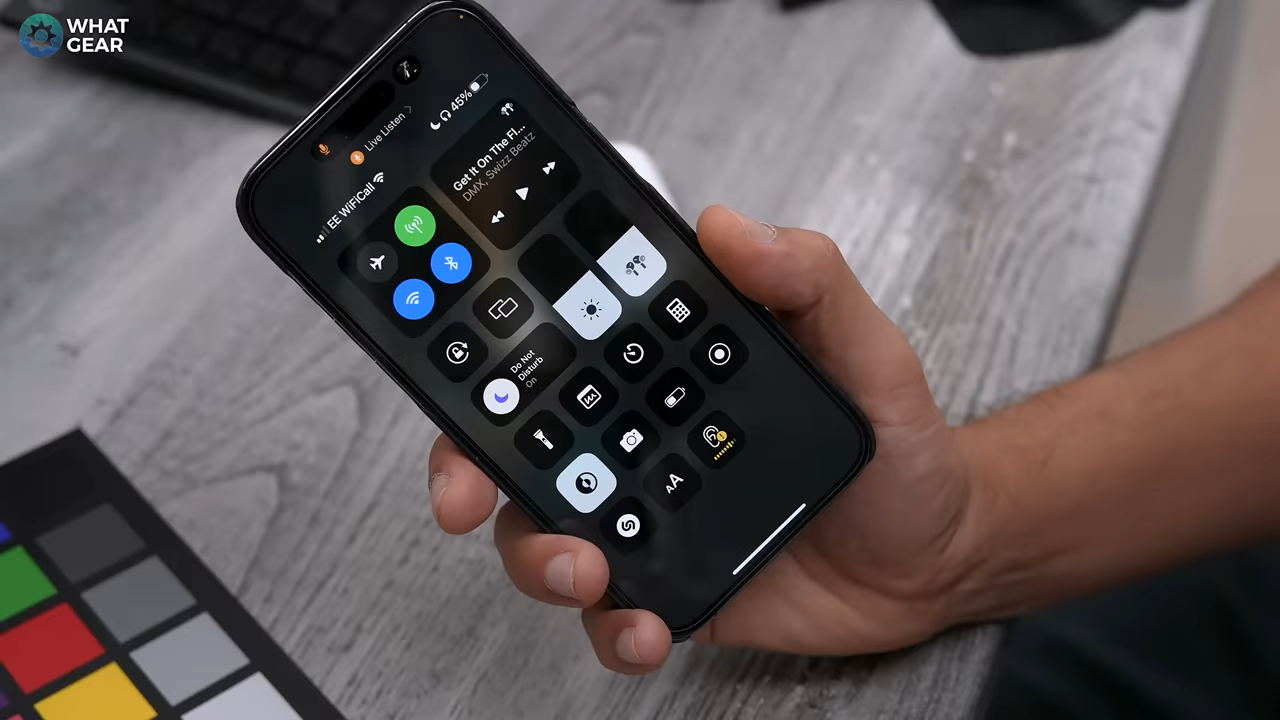 WHAT
GEAR
Live Listen
45%
EE WiFiCall
Get It On The Fl...
DMX, Swizz Beatz
Do Not
Disturb
On
AA